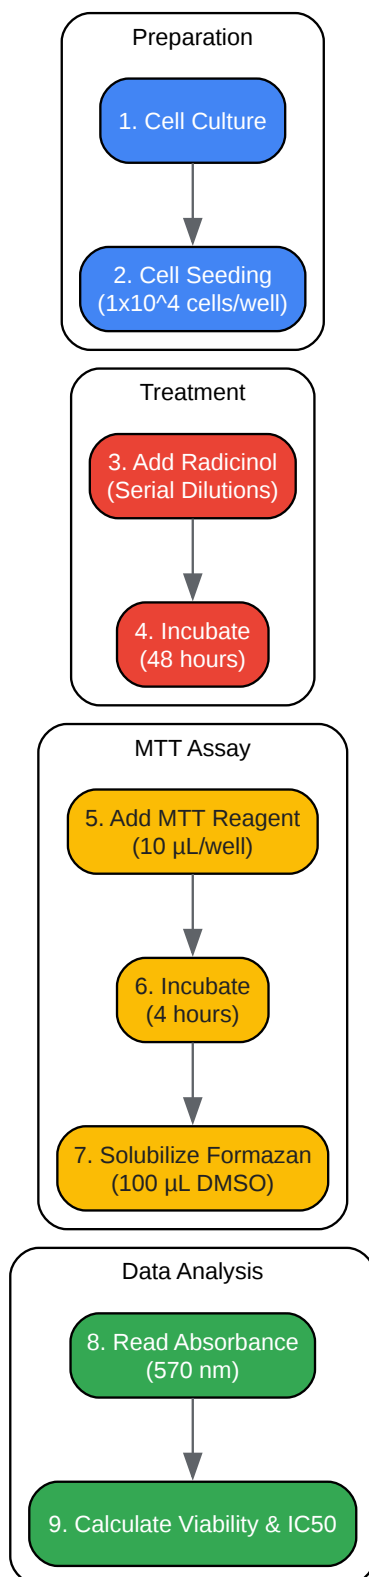 Preparation
1. Cell Culture
2. Cell Seeding
(1x10^4 cells/well)
Treatment
3. Add Radicinol
(Serial Dilutions)
4. Incubate
(48 hours)
MTT Assay
5. Add MTT Reagent
(10 µL/well)
6. Incubate
(4 hours)
7. Solubilize Formazan
(100 µL DMSO)
Data Analysis
8. Read Absorbance
(570 nm)
9. Calculate Viability & IC50